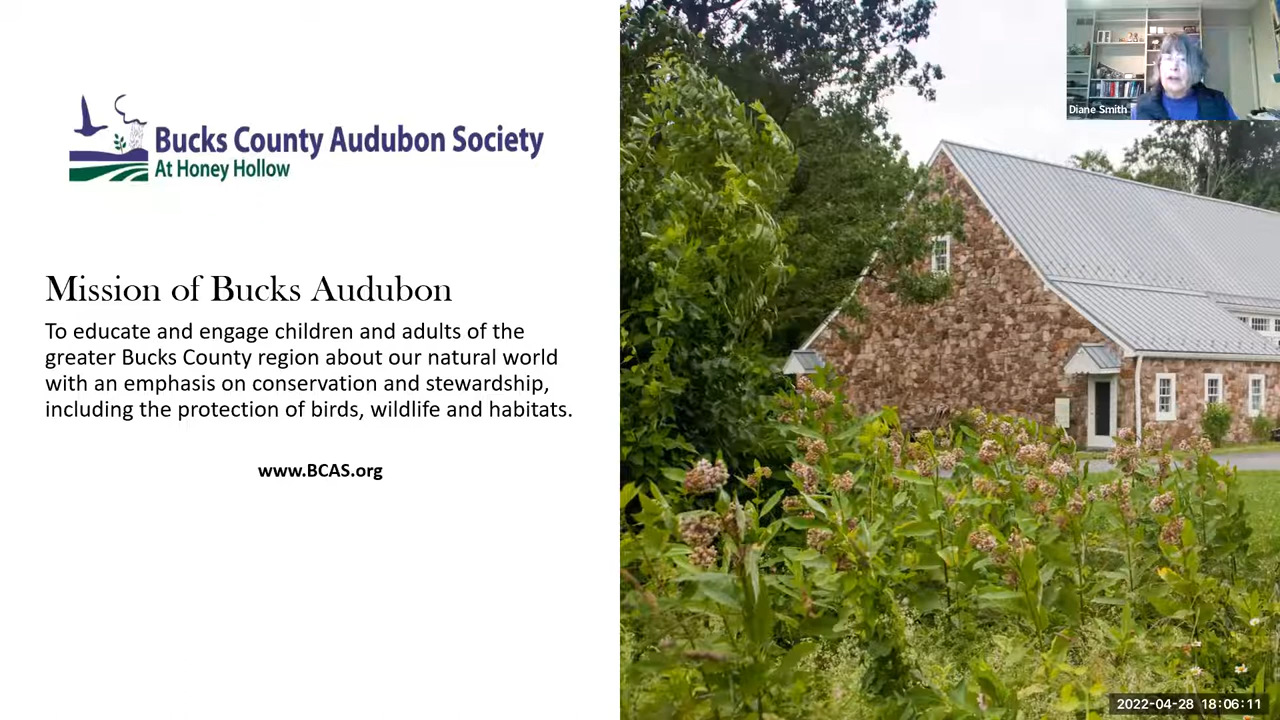 Diane Smith
Bucks County Audubon Society
At Honey Hollow
Mission of Bucks Audubon
To educate and engage children and adults of the
greater Bucks County region about our natural world
with an emphasis on conservation and stewardship,
including the protection of birds, wildlife and habitats.
www.BCAS.org
2022-04-28 18:06:11